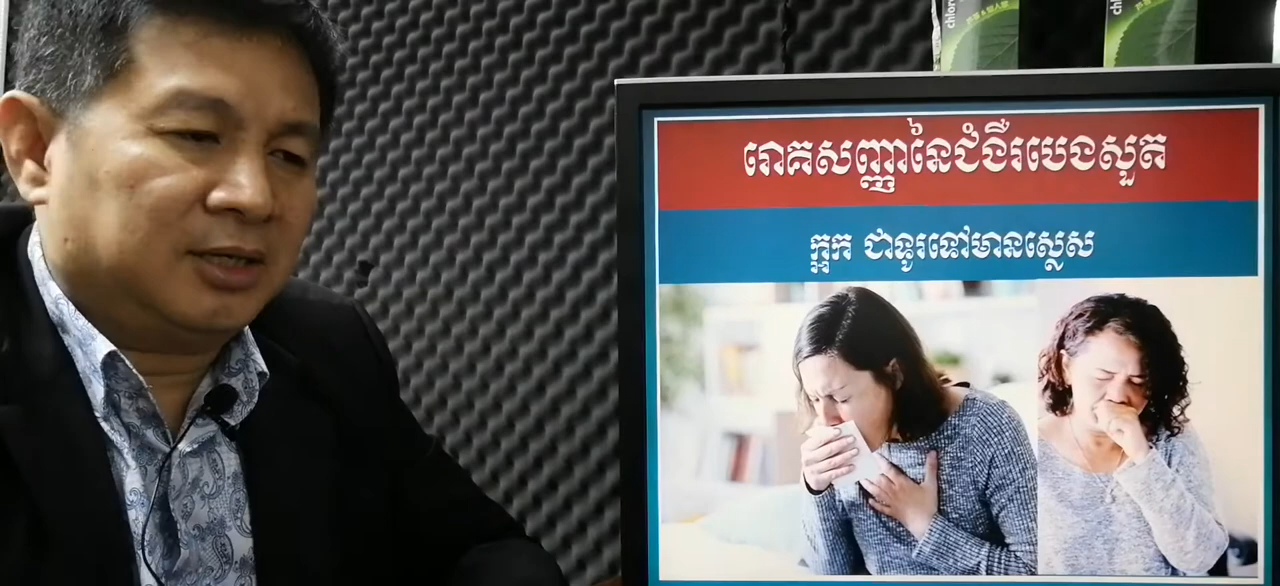 រោគសញ្ញានៃជំងឺរបេងសួត
ក្អក ជាទូរទៅមានស្លេស